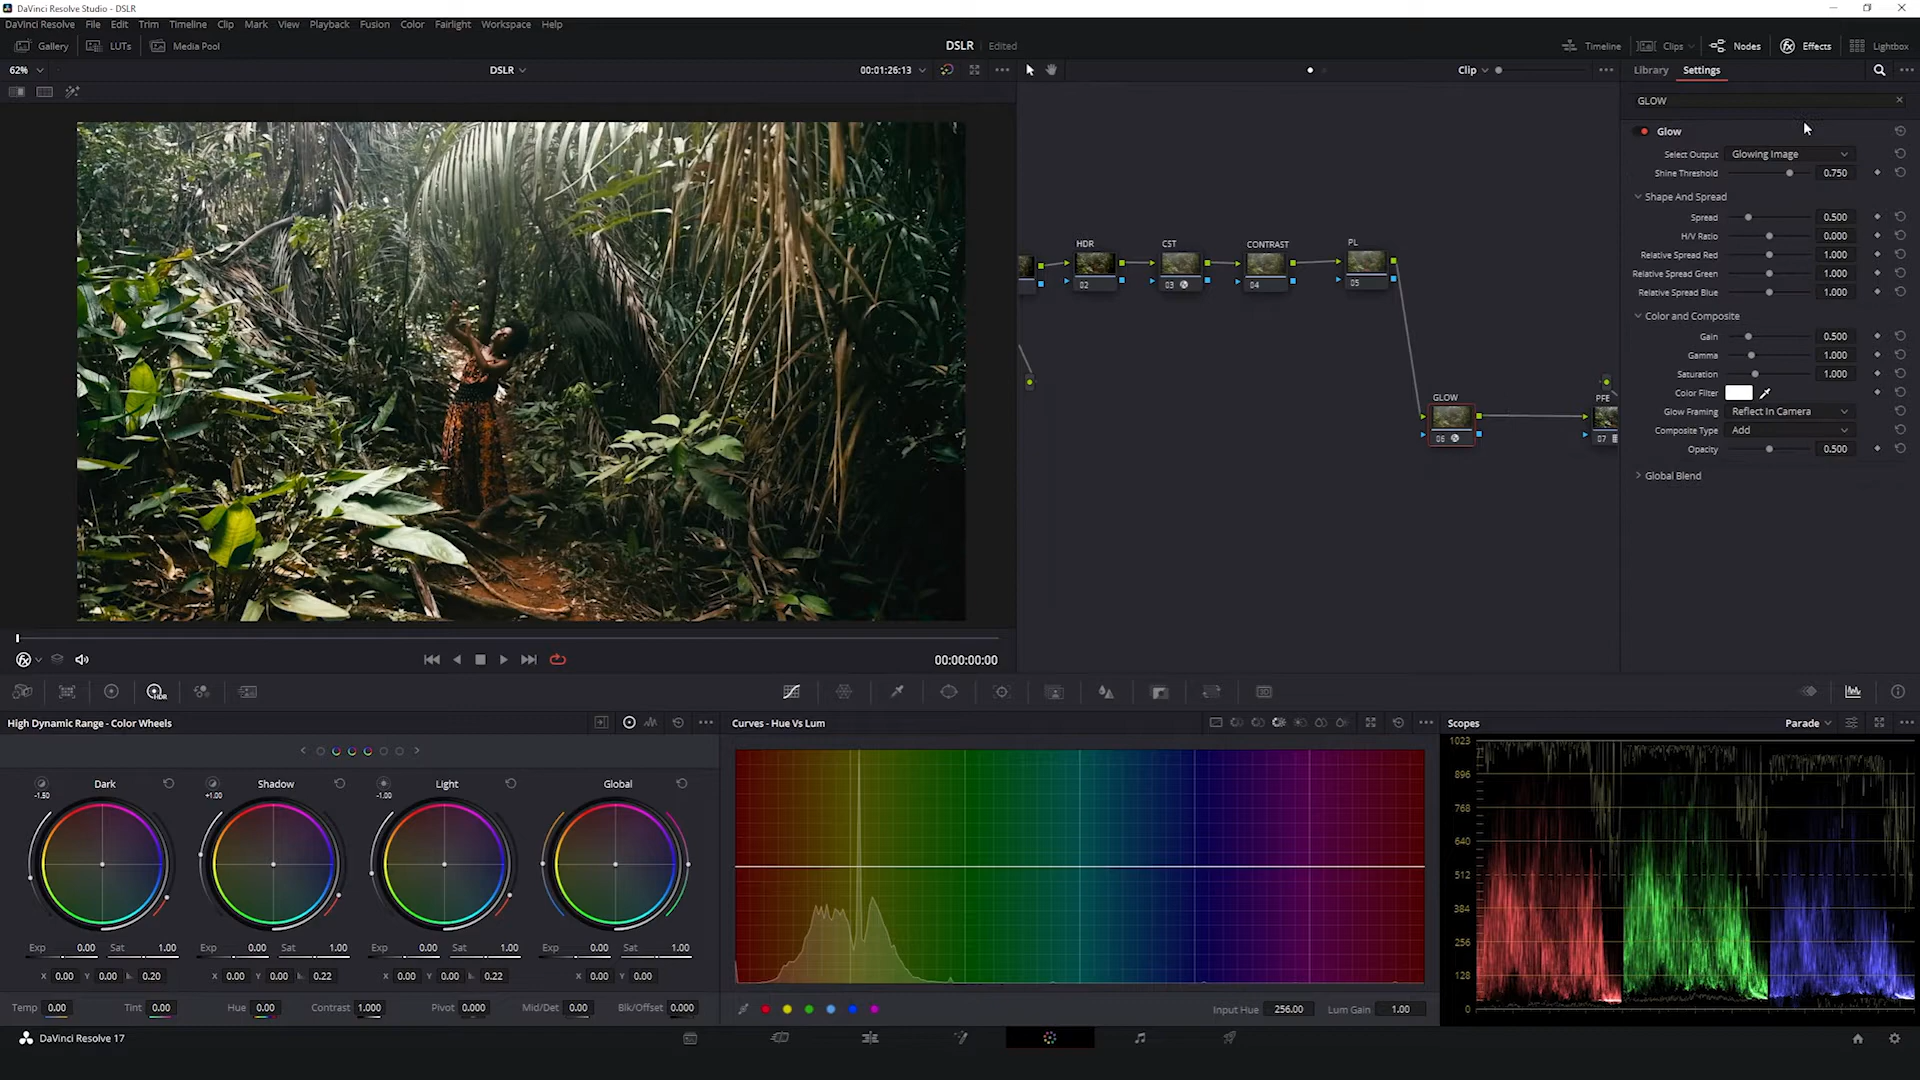 DaVinci Resolve Studio - DSLR
DaVinci Resolve File Edit Trim Timeline Clip Mark View Playback Fusion Color Fairlight Workspace Help
Gallery LUTs Media Pool DSLR Edited Timeline Clips Nodes Effects Lightbox
62% DSLR 00:01:26:13 Clip Library Settings
GLOW
Glow
Select Output Glowing Image
Shine Threshold 0.750
Shape And Spread
Spread 0.500
H/V Ratio 0.000
Relative Spread Red 1.000
Relative Spread Green 1.000
Relative Spread Blue 1.000
Color and Composite
Gain 0.500
Gamma 1.000
Saturation 1.000
Color Filter
Glow Framing Reflect In Camera
Composite Type Add
Opacity 0.500
Global Blend
HDR CST CONTRAST PL
02 03 04 05
GLOW PFE
06 07
00:00:00:00
HDR
High Dynamic Range - Color Wheels
Dark Shadow Light Global
-1.50 +1.00 -1.00
Exp 0.00 Sat 1.00 Exp 0.00 Sat 1.00 Exp 0.00 Sat 1.00 Exp 0.00 Sat 1.00
X 0.00 Y 0.00 0.20 X 0.00 Y 0.00 0.22 X 0.00 Y 0.00 0.22 X 0.00 Y 0.00
Temp 0.00 Tint 0.00 Hue 0.00 Contrast 1.000 Pivot 0.000 Mid/Det 0.00 Blk/Offset 0.000
Curves - Hue Vs Lum
Input Hue 256.00 Lum Gain 1.00
Scopes Parade
1023
896
768
640
512
384
256
128
0
DaVinci Resolve 17